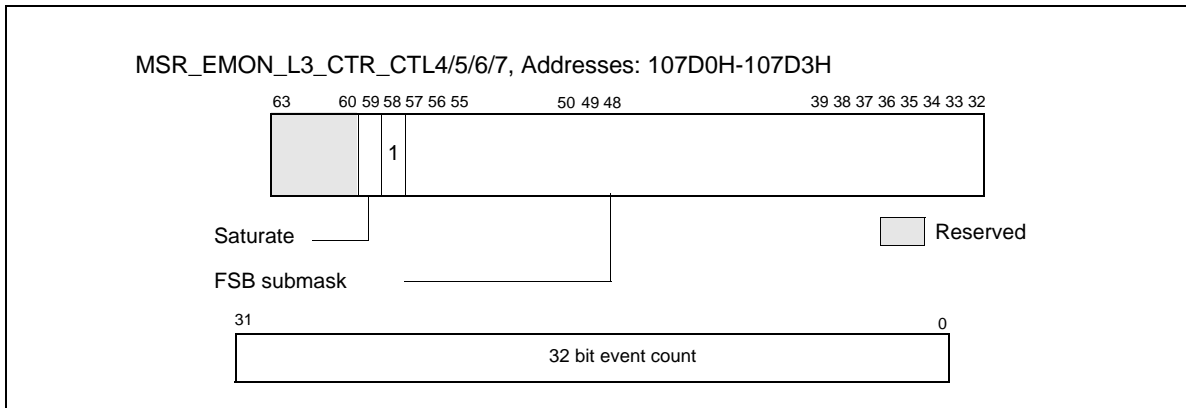 MSR_EMON_L3_CTR_CTL4/5/6/7, Addresses: 107D0H-107D3H
63 60 59 58 57 56 55 50 49 48 39 38 37 36 35 34 33 32
1
Saturate
Reserved
FSB submask
31 0
32 bit event count